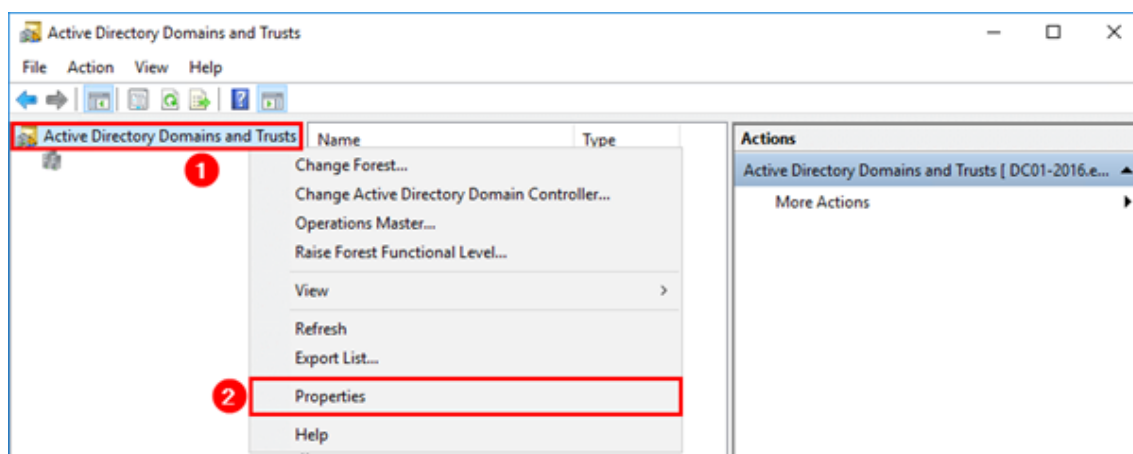 Active Directory Domains and Trusts
File Action View Help
Active Directory Domains and Trusts
Name Type
1
Change Forest...
Change Active Directory Domain Controller...
Operations Master...
Raise Forest Functional Level...
View
Refresh
Export List...
2
Properties
Help
Actions
Active Directory Domains and Trusts [ DC01-2016.e...
More Actions